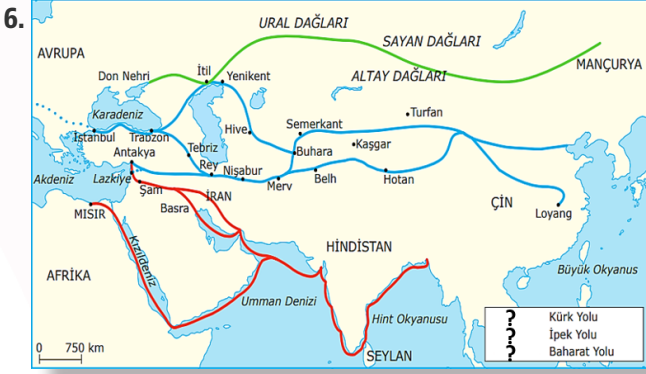 6.
URAL DAĞLARI
SAYAN DAĞLARI
AVRUPA
MANÇURYA
Don Nehri
İtil
Yenikent
ALTAY DAĞLARI
Karadeniz
Turfan
İstanbul
Trabzon
Hive
Semerkant
Antakya
Tebriz
Buhara
Kaşgar
Rey
Nişabur
Akdeniz
Lazkiye
Şam
Merv
Belh
Hotan
İRAN
ÇİN
MISIR
Basra
Loyang
Kızıldeniz
HİNDİSTAN
AFRİKA
Büyük Okyanus
Umman Denizi
Hint Okyanusu
? Kürk Yolu
? İpek Yolu
? Baharat Yolu
0 750 km
SEYLAN